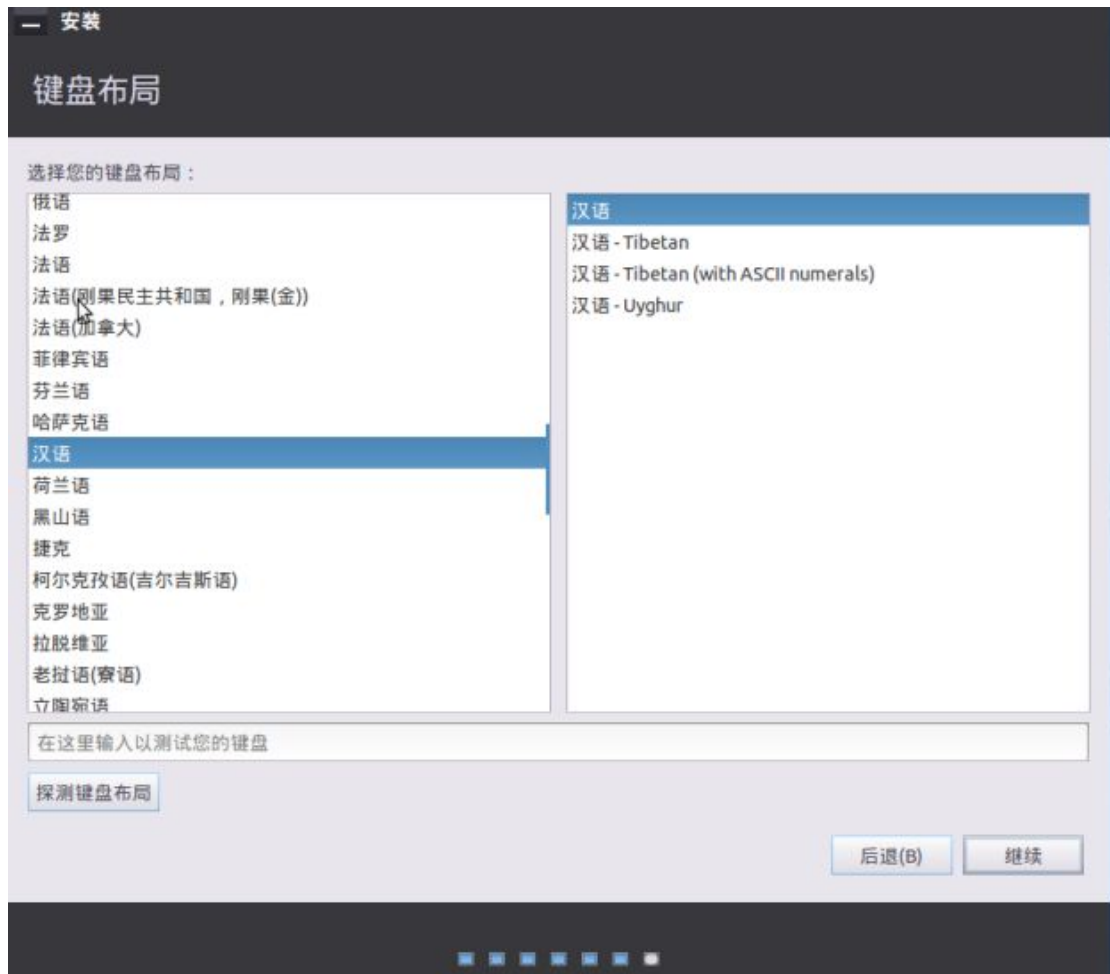 安装
键盘布局
选择您的键盘布局：
俄语
法罗
法语
法语(刚果民主共和国，刚果(金))
法语(加拿大)
菲律宾语
芬兰语
哈萨克语
汉语
荷兰语
黑山语
捷克
柯尔克孜语(吉尔吉斯语)
克罗地亚
拉脱维亚
老挝语(寮语)
立陶宛语
汉语
汉语 - Tibetan
汉语 - Tibetan (with ASCII numerals)
汉语 - Uyghur
在这里输入以测试您的键盘
探测键盘布局
后退(B)
继续